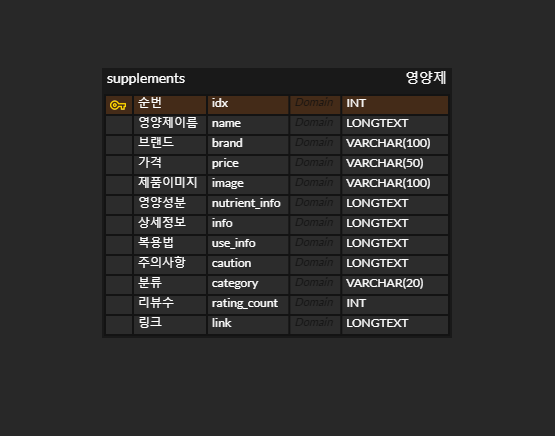 supplements 영양제
순번 idx Domain INT
영양제이름 name Domain LONGTEXT
브랜드 brand Domain VARCHAR(100)
가격 price Domain VARCHAR(50)
제품이미지 image Domain VARCHAR(100)
영양성분 nutrient_info Domain LONGTEXT
상세정보 info Domain LONGTEXT
복용법 use_info Domain LONGTEXT
주의사항 caution Domain LONGTEXT
분류 category Domain VARCHAR(20)
리뷰수 rating_count Domain INT
링크 link Domain LONGTEXT